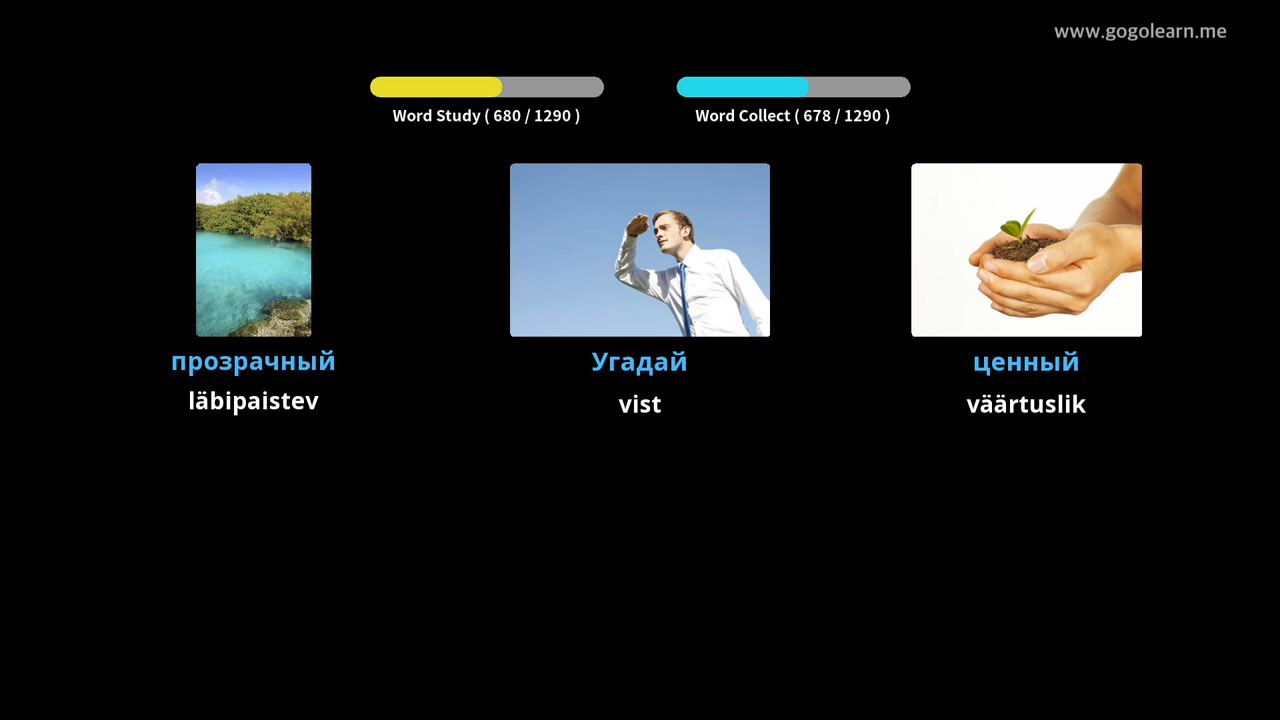 www.gogolearn.me
Word Study ( 680 / 1290 )
Word Collect ( 678 / 1290 )
прозрачный
Угадай
ценный
läbipaistev
vist
väärtuslik